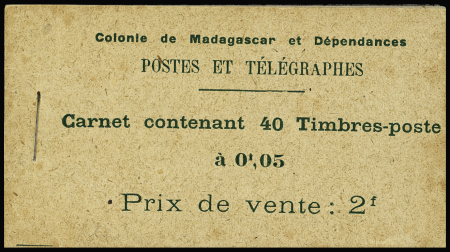 Colonie de Madagascar et Dépendances
POSTES ET TÉLÉGRAPHES
Carnet contenant 40 Timbres-poste
à 0f,05
Prix de vente : 2f